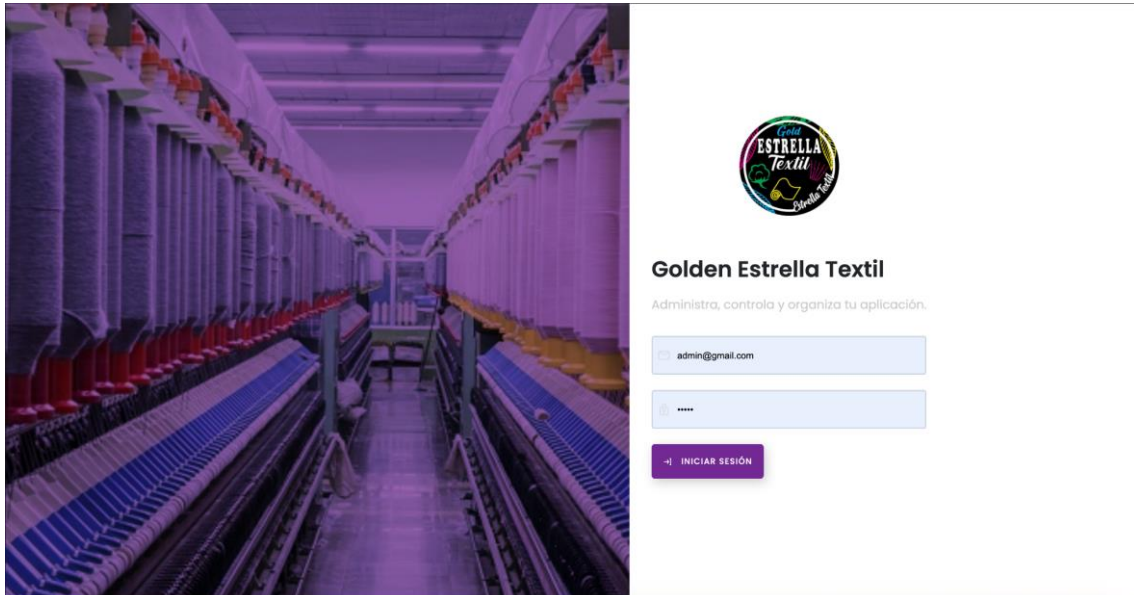 Gold
ESTRELLA
Textil
Estrella Textil
Golden Estrella Textil
Administra, controla y organiza tu aplicación.
admin@gmail.com
•••••
INICIAR SESIÓN